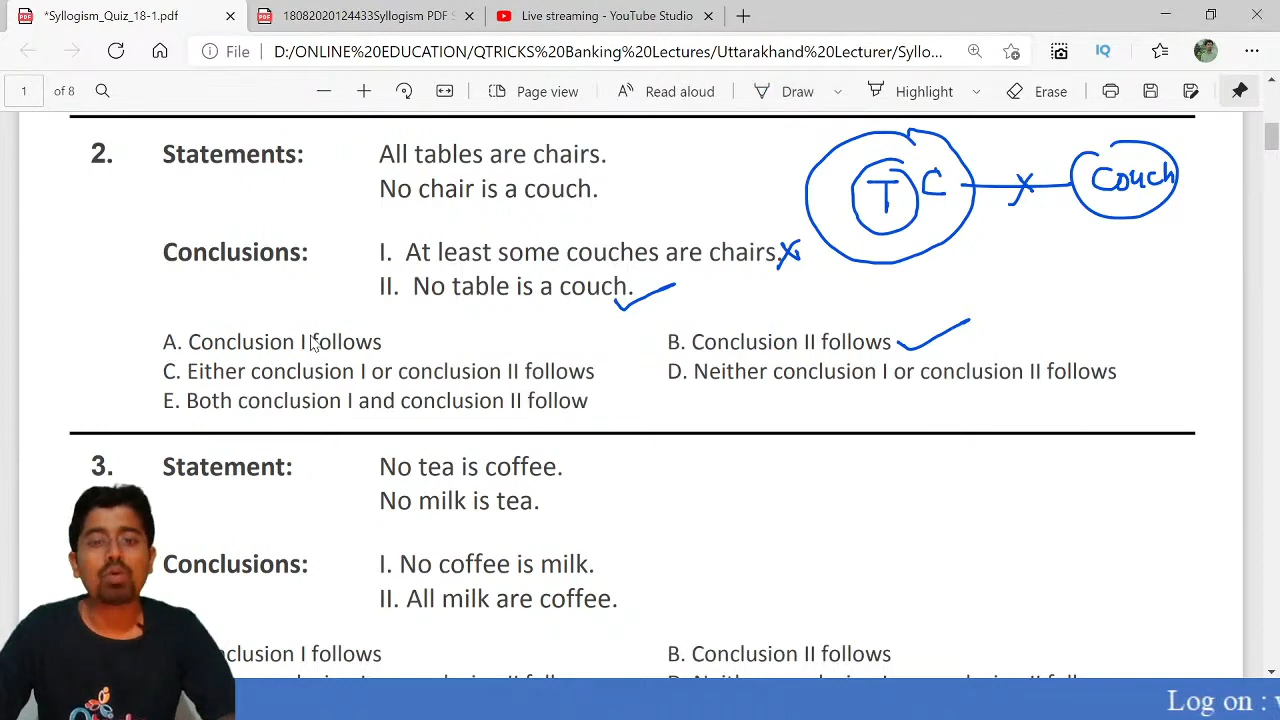 *Syllogism_Quiz_18-1.pdf
18082020124433Syllogism PDF S
Live streaming - YouTube Studio
File
D:/ONLINE%20EDUCATION/QTRICKS%20Banking%20Lectures/Uttarakhand%20Lecturer/Syllo...
IQ
1 of 8
Page view
Read aloud
Draw
Highlight
Erase
2. Statements: All tables are chairs.
No chair is a couch.
T C Couch
Conclusions: I. At least some couches are chairs.
II. No table is a couch.
A. Conclusion I follows B. Conclusion II follows
C. Either conclusion I or conclusion II follows D. Neither conclusion I or conclusion II follows
E. Both conclusion I and conclusion II follow
3. Statement: No tea is coffee.
No milk is tea.
Conclusions: I. No coffee is milk.
II. All milk are coffee.
clusion I follows B. Conclusion II follows
Log on :